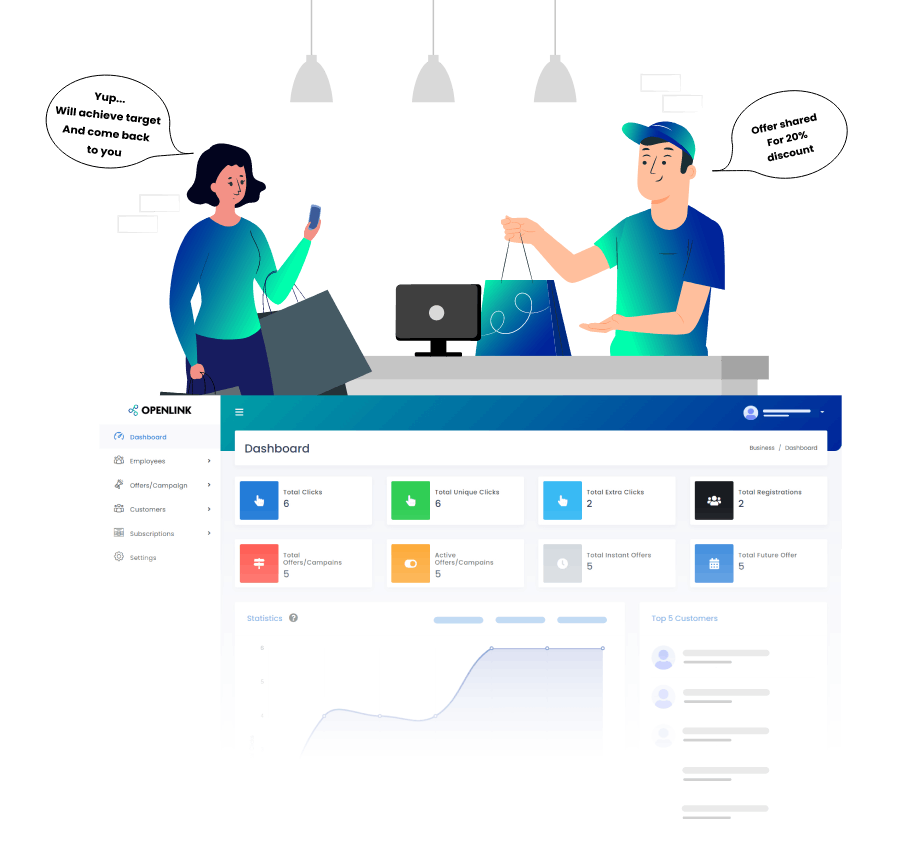 Yup...
Will achieve target
And come back
to you
Offer shared
For 20%
discount
OPENLINK
Dashboard
Employees
Offers/Campaign
Customers
Subscriptions
Settings
Dashboard
Business / Dashboard
Total Clicks
6
Total Unique Clicks
6
Total Extra Clicks
2
Total Registrations
2
Total
Offers/Campains
5
Active
Offers/Campains
5
Total Instant Offers
5
Total Future Offer
5
Statistics ?
Top 5 Customers
6
5
4